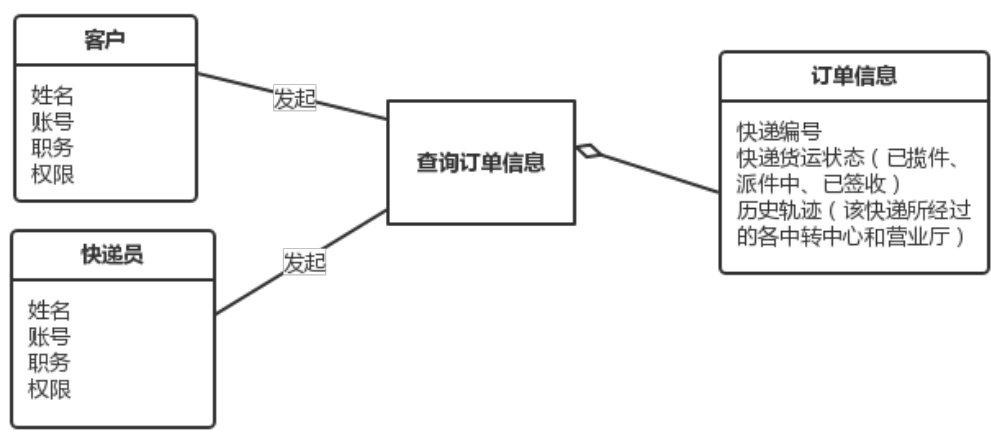 客户
姓名
账号
职务
权限
发起
查询订单信息
订单信息
快递编号
快递货运状态（已揽件、
派件中、已签收）
历史轨迹（该快递所经过
的各中转中心和营业厅）
快递员
姓名
账号
职务
权限
发起